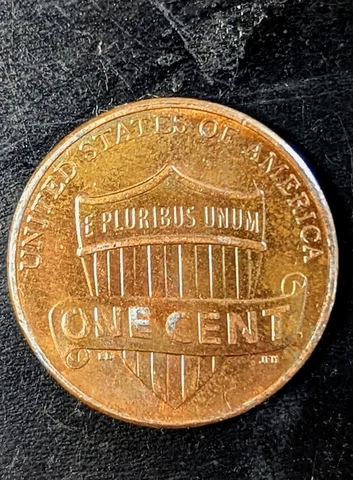 UNITED STATES OF AMERICA
E PLURIBUS UNUM
ONE CENT